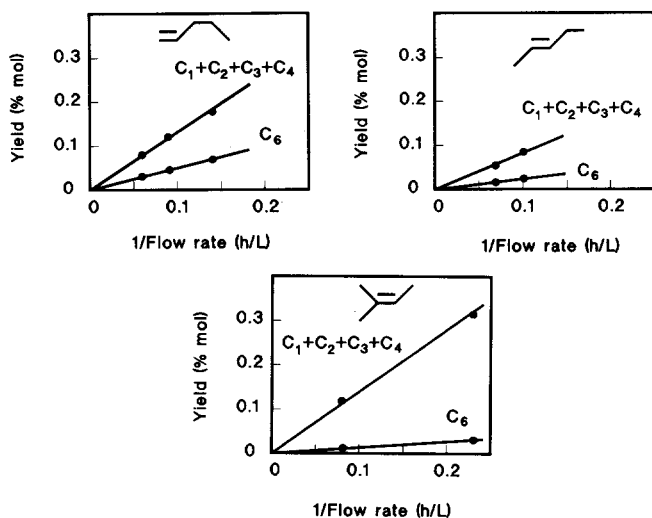 Yield (% mol)
0.3
0.2
0.1
0
C₁+C₂+C₃+C₄
C₆
0
0.1
0.2
1/Flow rate (h/L)
Yield (% mol)
0.3
0.2
0.1
0
C₁+C₂+C₃+C₄
C₆
0
0.1
0.2
1/Flow rate (h/L)
Yield (% mol)
0.3
0.2
0.1
0
C₁+C₂+C₃+C₄
C₆
0
0.1
0.2
1/Flow rate (h/L)